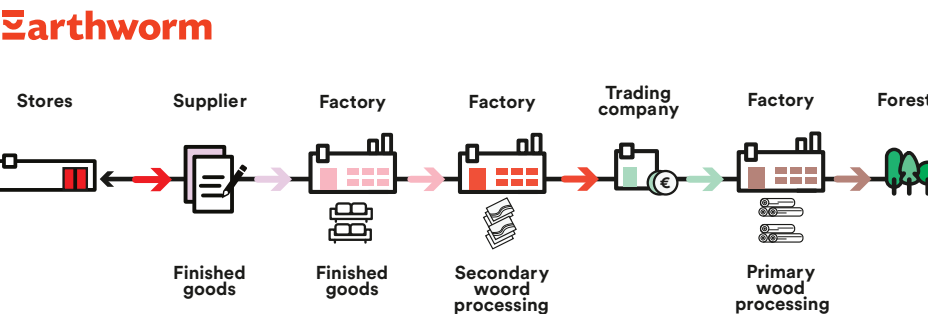 Earthworm
Stores
Supplier
Factory
Factory
Trading
company
Factory
Forest
€
Finished
goods
Finished
goods
Secondary
woord
processing
Primary
wood
processing